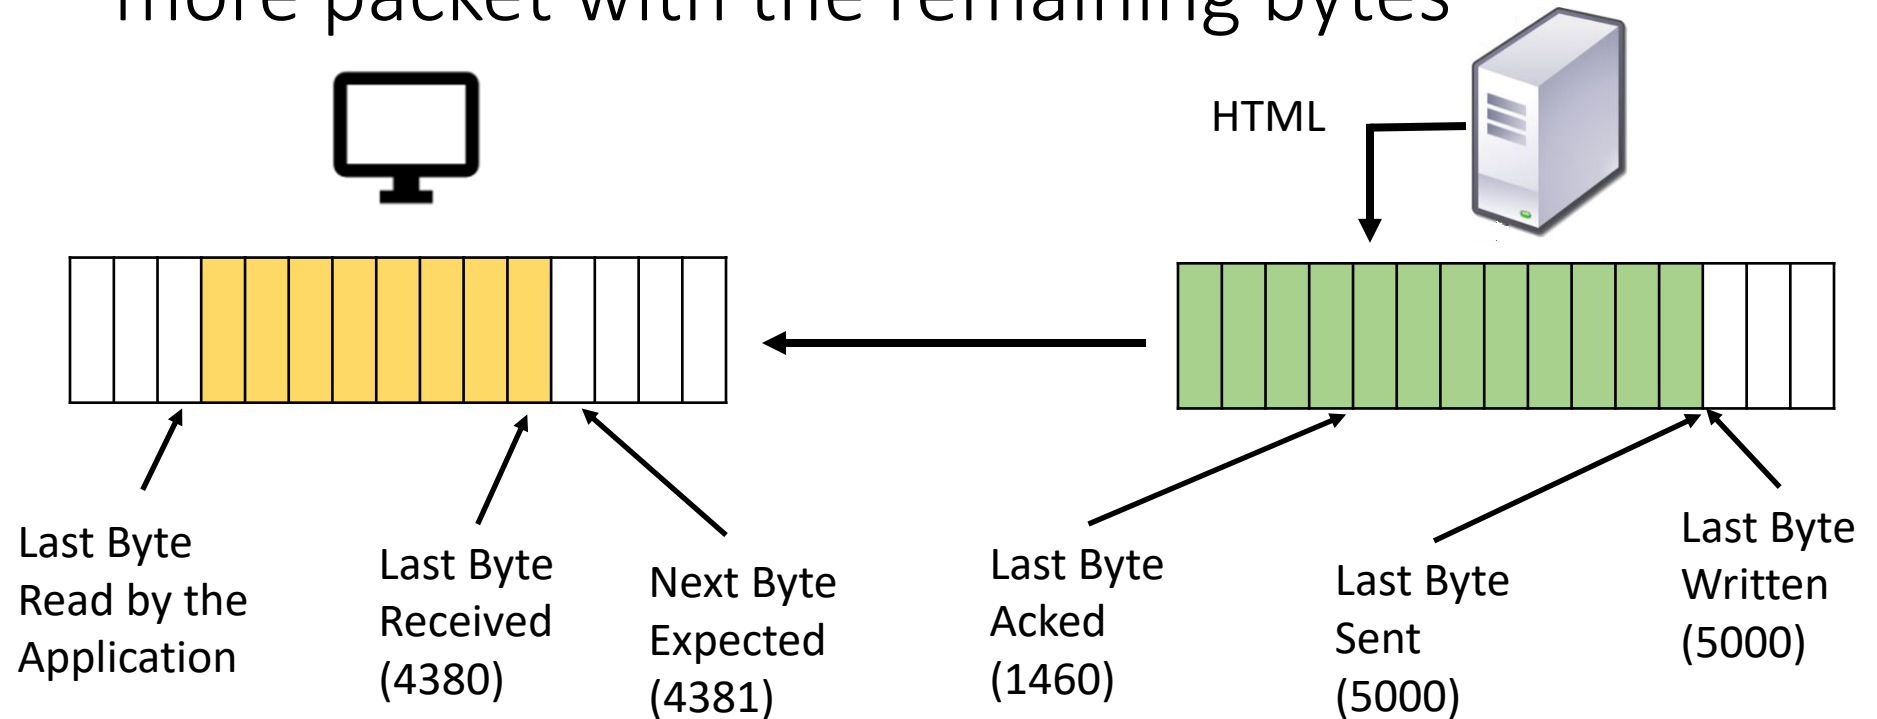 more packet with the remaining bytes
HTML
Last Byte
Read by the
Application
Last Byte
Received
(4380)
Next Byte
Expected
(4381)
Last Byte
Acked
(1460)
Last Byte
Sent
(5000)
Last Byte
Written
(5000)